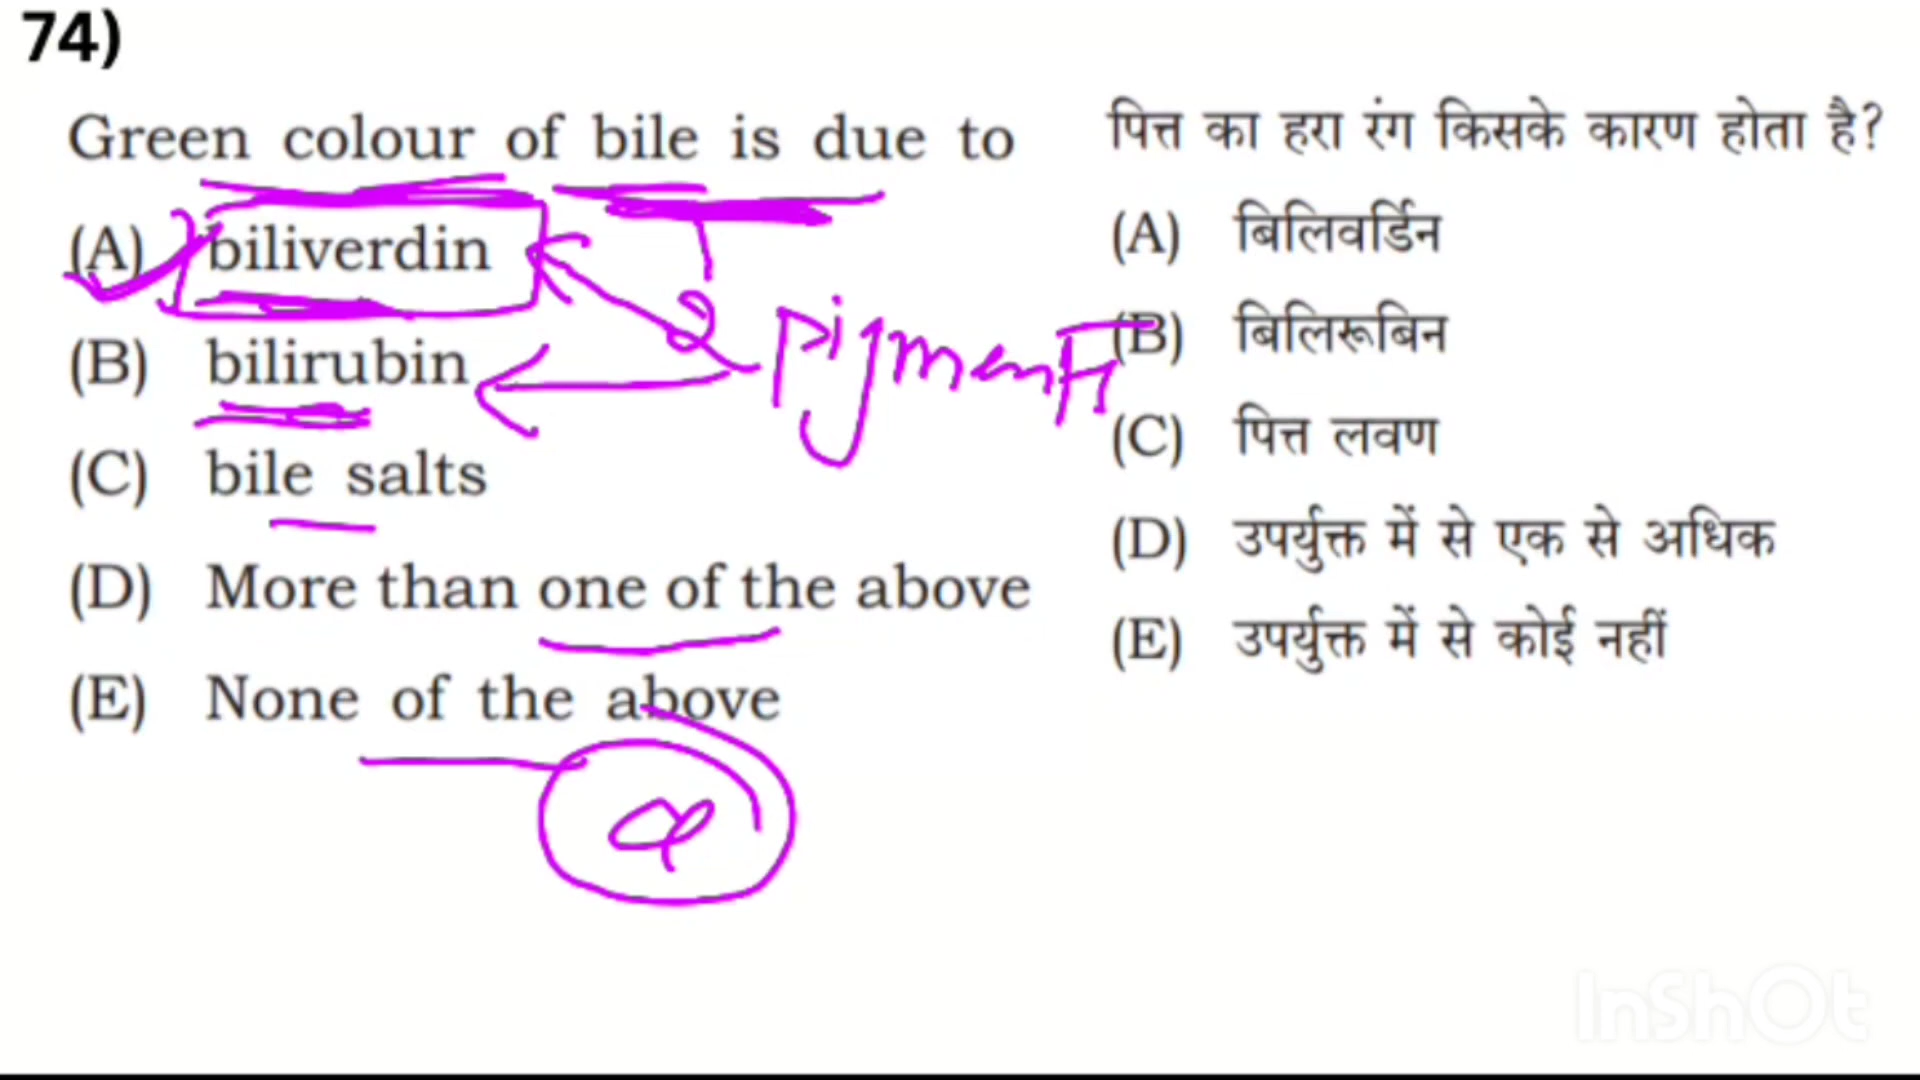 74)
Green colour of bile is due to
(A) biliverdin
(B) bilirubin
(C) bile salts
(D) More than one of the above
(E) None of the above
pigment
पित्त का हरा रंग किसके कारण होता है?
(A) बिलिवर्डिन
(B) बिलिरूबिन
(C) पित्त लवण
(D) उपर्युक्त में से एक से अधिक
(E) उपर्युक्त में से कोई नहीं
InShOt